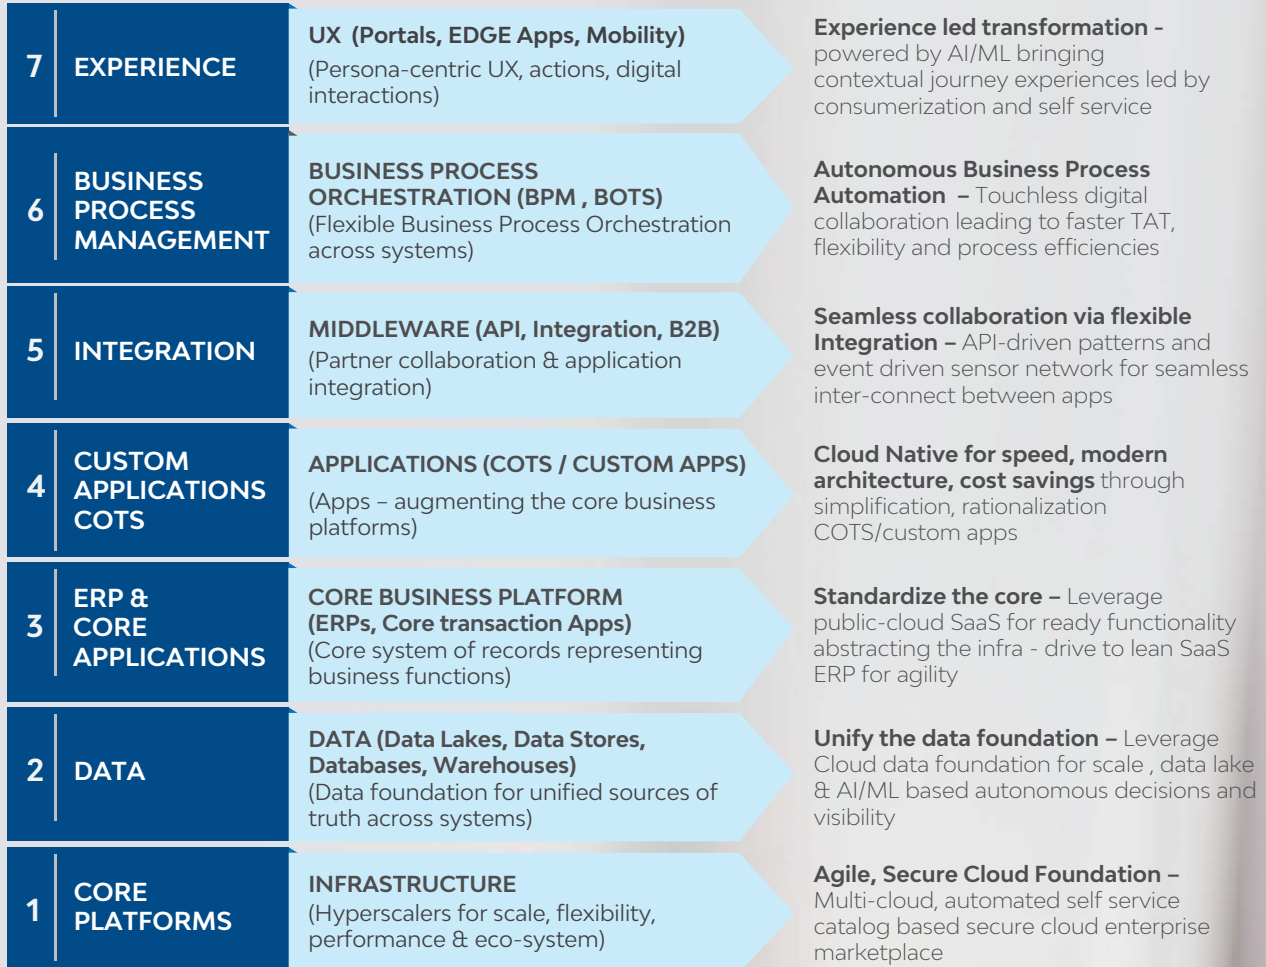 7
EXPERIENCE
UX (Portals, EDGE Apps, Mobility)
(Persona-centric UX, actions, digital
interactions)
Experience led transformation -
powered by AI/ML bringing
contextual journey experiences led by
consumerization and self service
6
BUSINESS
PROCESS
MANAGEMENT
BUSINESS PROCESS
ORCHESTRATION (BPM , BOTS)
(Flexible Business Process Orchestration
across systems)
Autonomous Business Process
Automation – Touchless digital
collaboration leading to faster TAT,
flexibility and process efficiencies
5
INTEGRATION
MIDDLEWARE (API, Integration, B2B)
(Partner collaboration & application
integration)
Seamless collaboration via flexible
Integration – API-driven patterns and
event driven sensor network for seamless
inter-connect between apps
4
CUSTOM
APPLICATIONS
COTS
APPLICATIONS (COTS / CUSTOM APPS)
(Apps – augmenting the core business
platforms)
Cloud Native for speed, modern
architecture, cost savings through
simplification, rationalization
COTS/custom apps
3
ERP &
CORE
APPLICATIONS
CORE BUSINESS PLATFORM
(ERPs, Core transaction Apps)
(Core system of records representing
business functions)
Standardize the core – Leverage
public-cloud SaaS for ready functionality
abstracting the infra - drive to lean SaaS
ERP for agility
2
DATA
DATA (Data Lakes, Data Stores,
Databases, Warehouses)
(Data foundation for unified sources of
truth across systems)
Unify the data foundation – Leverage
Cloud data foundation for scale , data lake
& AI/ML based autonomous decisions and
visibility
1
CORE
PLATFORMS
INFRASTRUCTURE
(Hyperscalers for scale, flexibility,
performance & eco-system)
Agile, Secure Cloud Foundation –
Multi-cloud, automated self service
catalog based secure cloud enterprise
marketplace